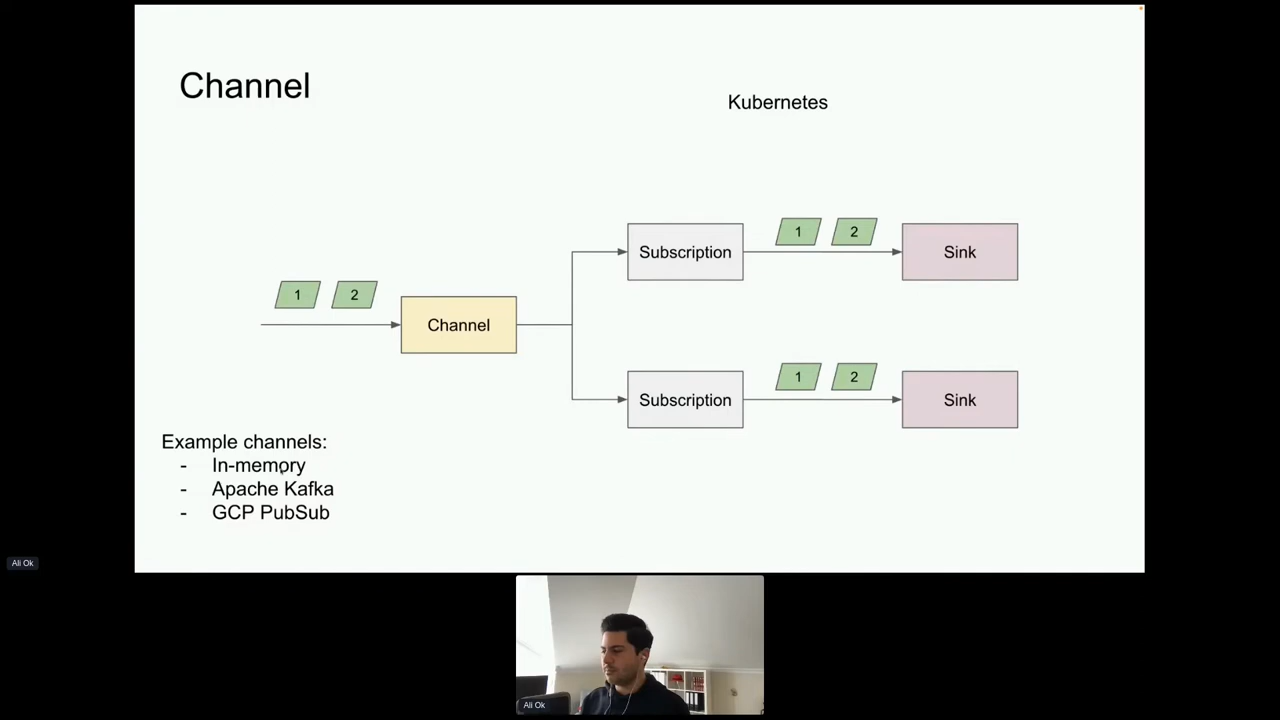 Channel
Kubernetes
1 2
Subscription
Sink
1 2
Channel
1 2
Subscription
Sink
Example channels:
- In-memory
- Apache Kafka
- GCP PubSub
Ali Ok
Ali Ok